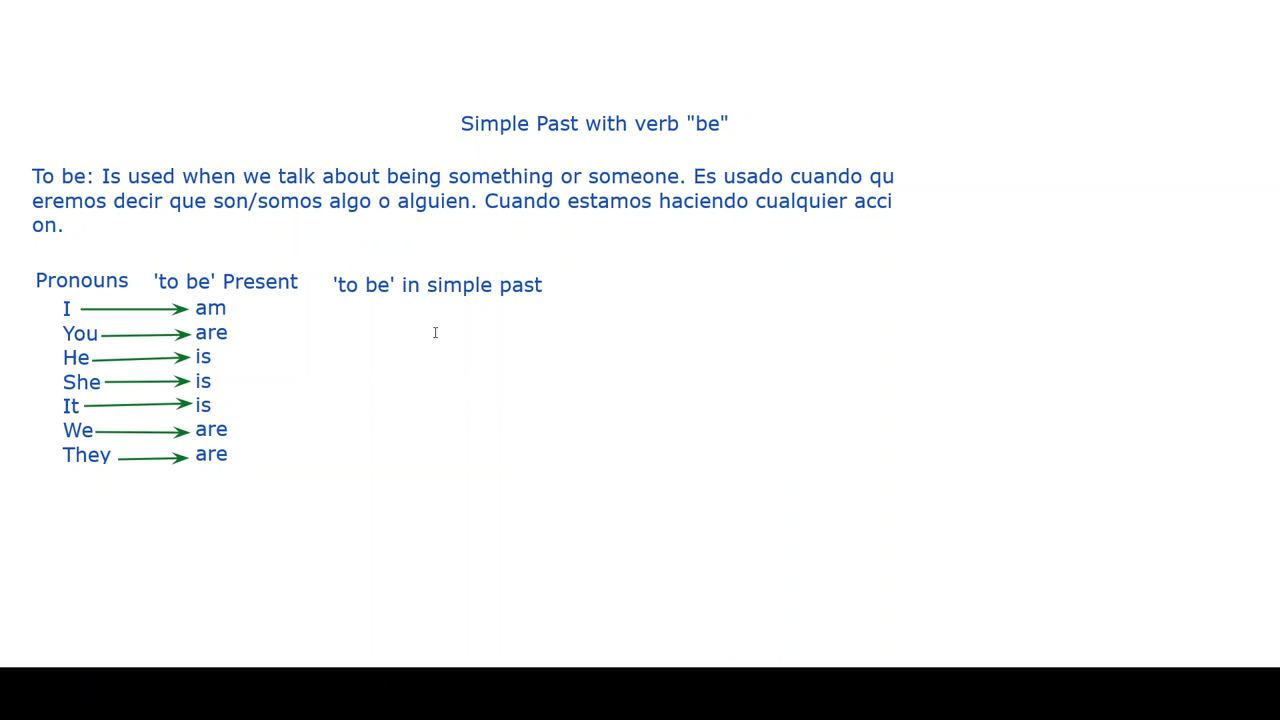 Simple Past with verb "be"
To be: Is used when we talk about being something or someone. Es usado cuando qu
eremos decir que son/somos algo o alguien. Cuando estamos haciendo cualquier acci
on.
Pronouns 'to be' Present 'to be' in simple past
I am
You are
He is
She is
It is
We are
They are